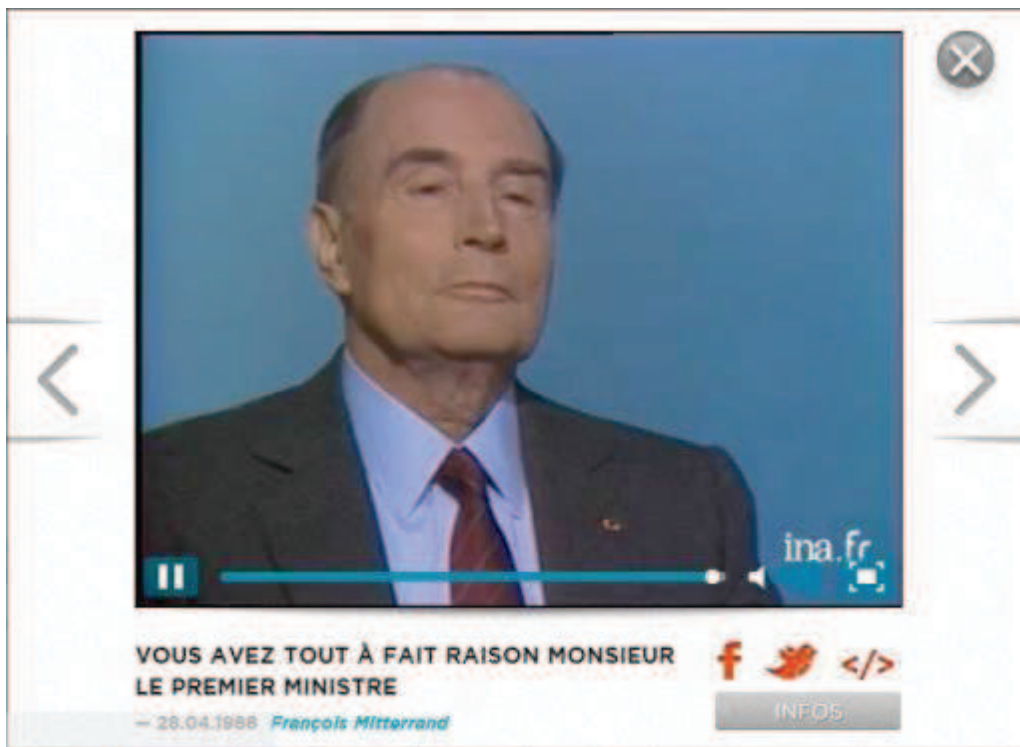 ina.fr
VOUS AVEZ TOUT À FAIT RAISON MONSIEUR
LE PREMIER MINISTRE
— 28.04.1988 François Mitterrand
f </>
INFOS